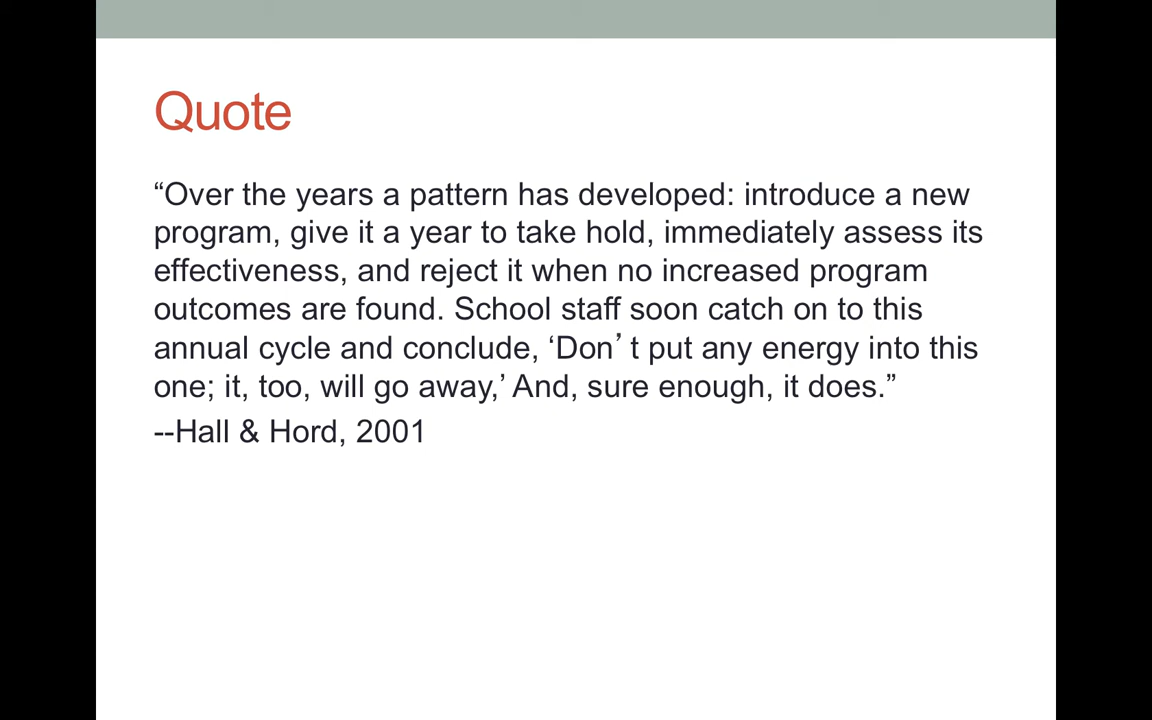 Quote
“Over the years a pattern has developed: introduce a new
program, give it a year to take hold, immediately assess its
effectiveness, and reject it when no increased program
outcomes are found. School staff soon catch on to this
annual cycle and conclude, ‘Don’t put any energy into this
one; it, too, will go away,’ And, sure enough, it does.”
--Hall & Hord, 2001